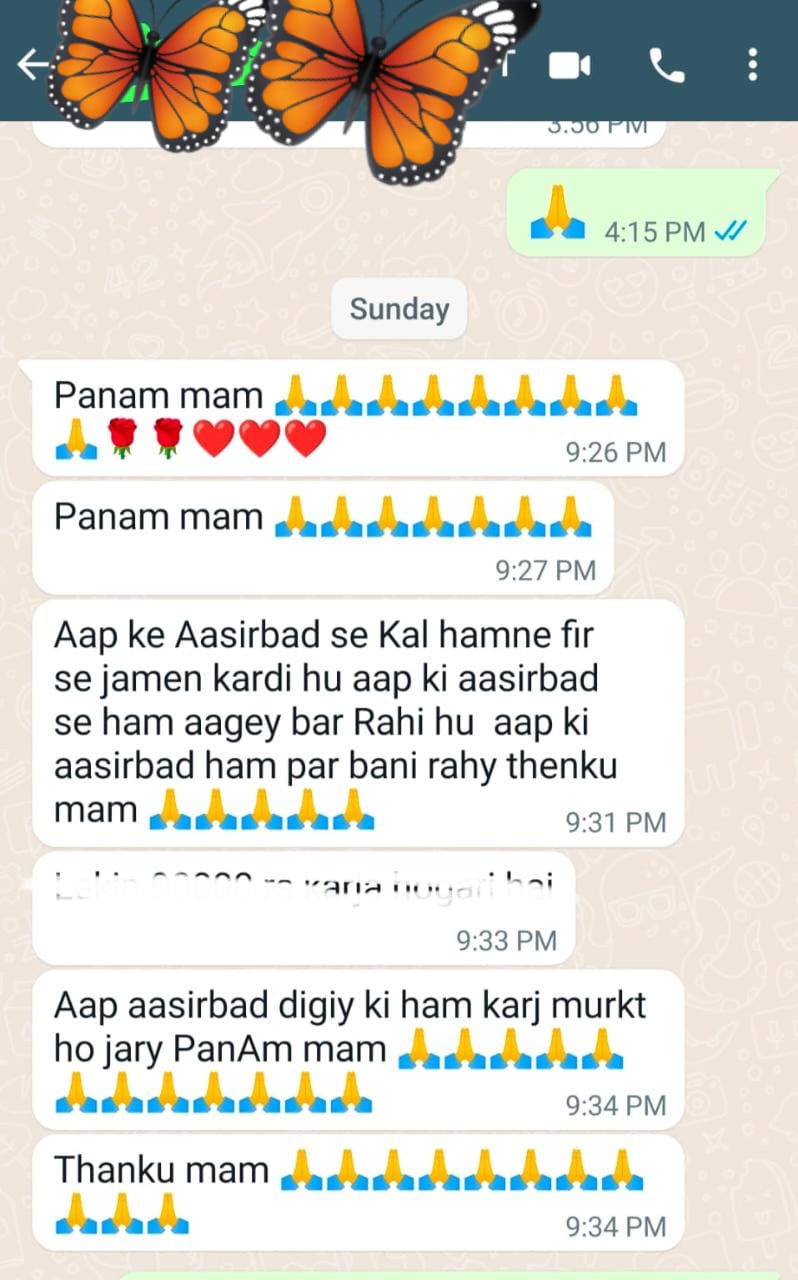 3:56 PM
🙏 4:15 PM
Sunday
Panam mam 🙏🙏🙏🙏🙏🙏🙏🙏
🙏🌹🌹❤️❤️❤️
9:26 PM
Panam mam 🙏🙏🙏🙏🙏🙏🙏
9:27 PM
Aap ke Aasirbad se Kal hamne fir
se jamen kardi hu aap ki aasirbad
se ham aagey bar Rahi hu aap ki
aasirbad ham par bani rahy thenku
mam 🙏🙏🙏🙏🙏
9:31 PM
Lekin rs karja hogari hai
9:33 PM
Aap aasirbad digiy ki ham karj murkt
ho jary PanAm mam 🙏🙏🙏🙏🙏
🙏🙏🙏🙏🙏🙏🙏
9:34 PM
Thanku mam 🙏🙏🙏🙏🙏🙏🙏🙏
🙏🙏🙏
9:34 PM